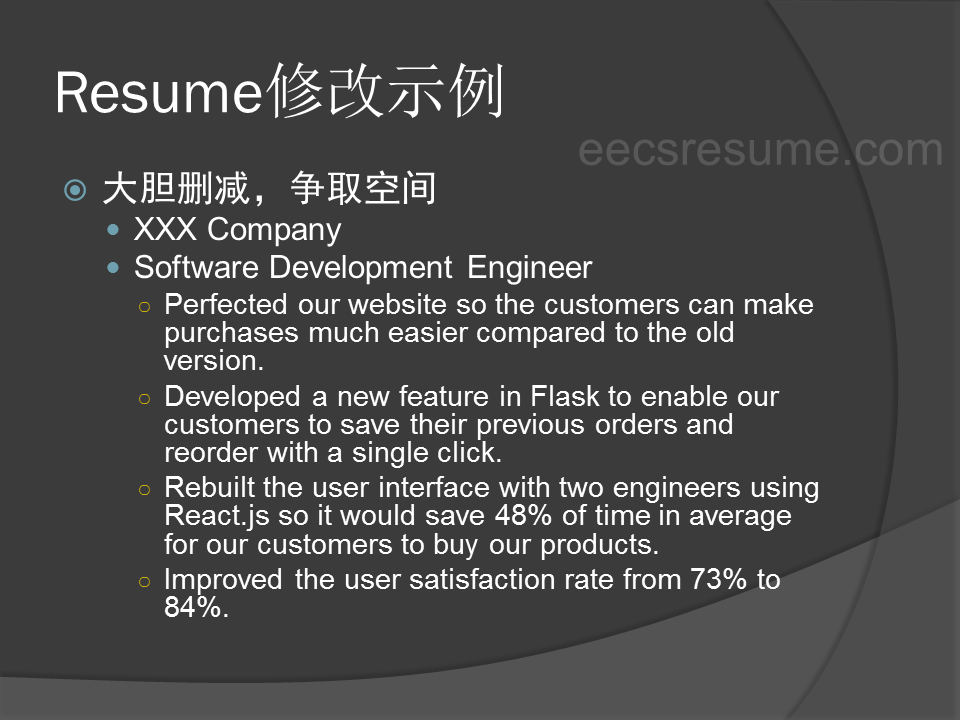 Resume修改示例
eecsresume.com
大胆删减，争取空间
XXX Company
Software Development Engineer
Perfected our website so the customers can make
purchases much easier compared to the old
version.
Developed a new feature in Flask to enable our
customers to save their previous orders and
reorder with a single click.
Rebuilt the user interface with two engineers using
React.js so it would save 48% of time in average
for our customers to buy our products.
Improved the user satisfaction rate from 73% to
84%.